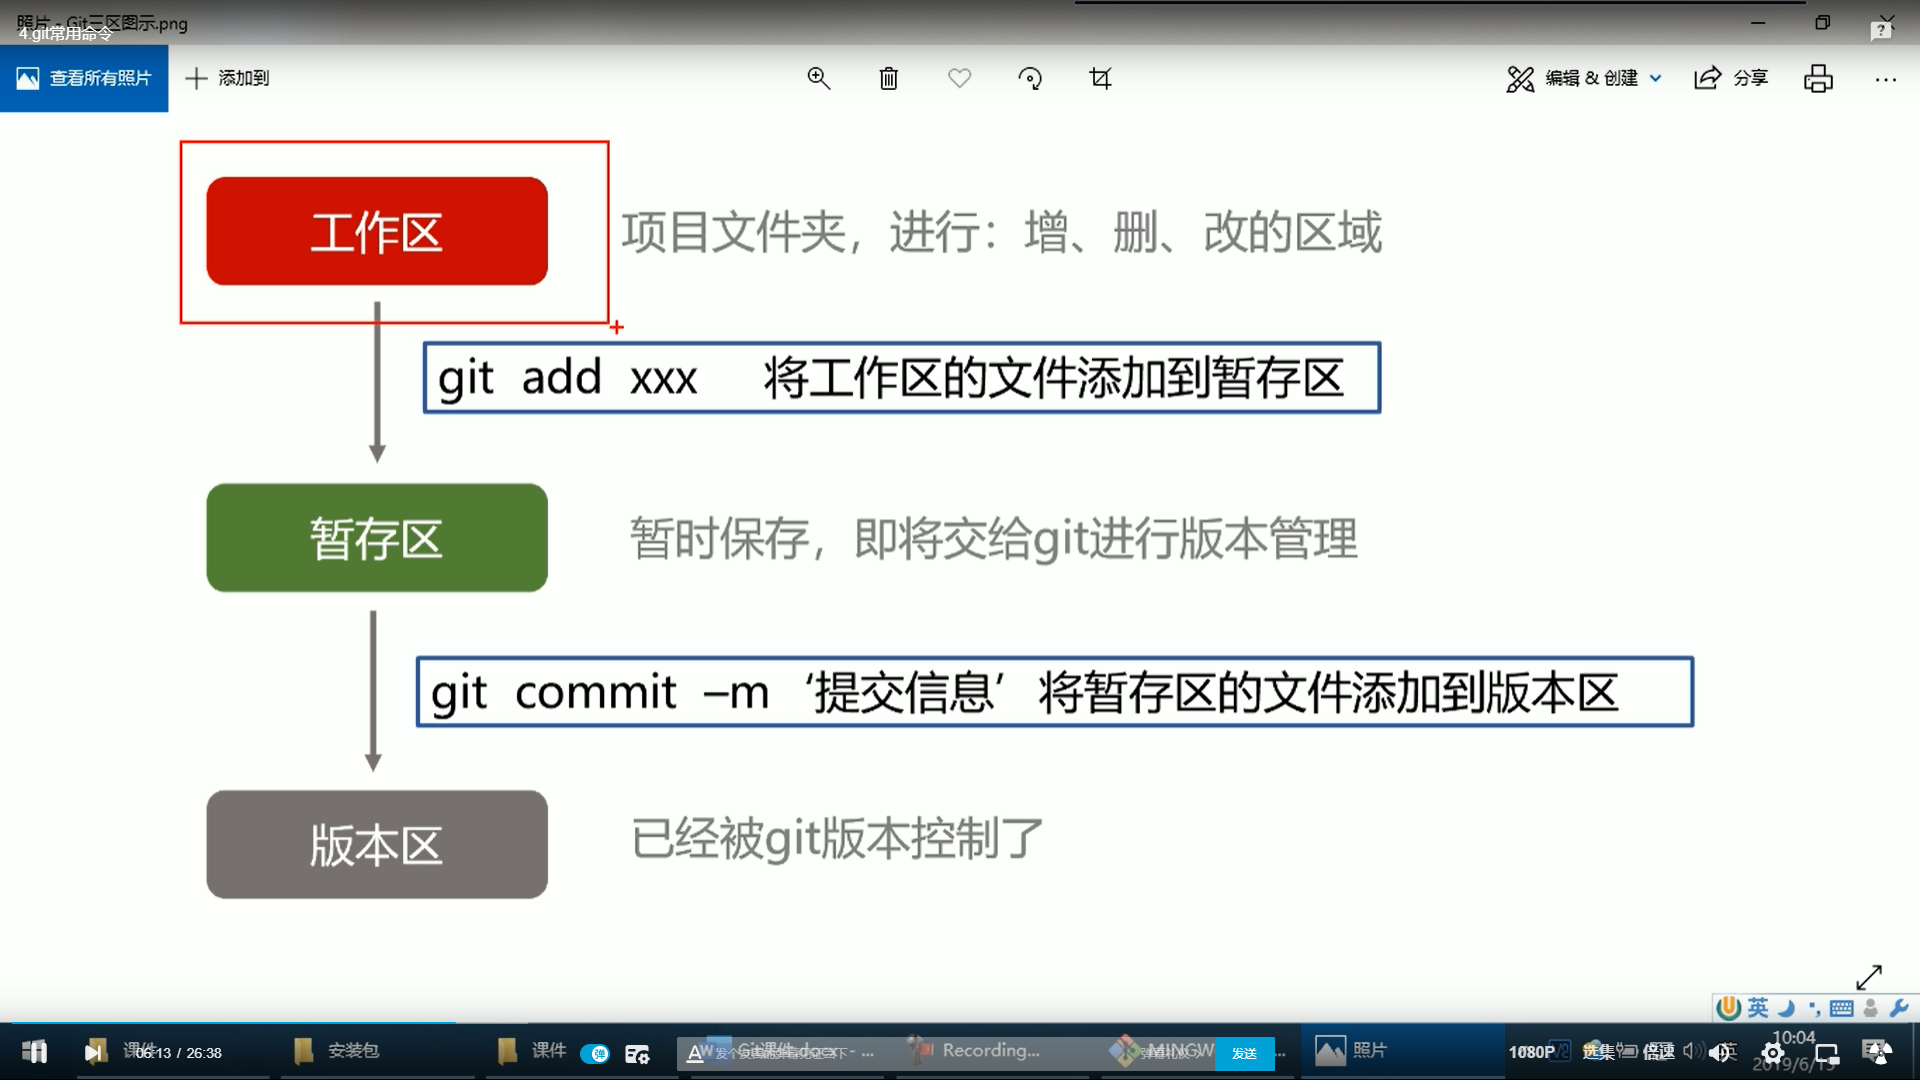 照片 - Git三区图示.png
4.git常用命令
查看所有照片
添加到
编辑 & 创建
分享
工作区
项目文件夹，进行：增、删、改的区域
git add xxx 将工作区的文件添加到暂存区
暂存区
暂时保存，即将交给git进行版本管理
git commit –m ‘提交信息’ 将暂存区的文件添加到版本区
版本区
已经被git版本控制了
英
课件
06:13 / 26:38
安装包
课件
弹
Git课件.docx - ...
Recording...
MINGW
发送
照片
1080P
选集
倍速
英
10:04